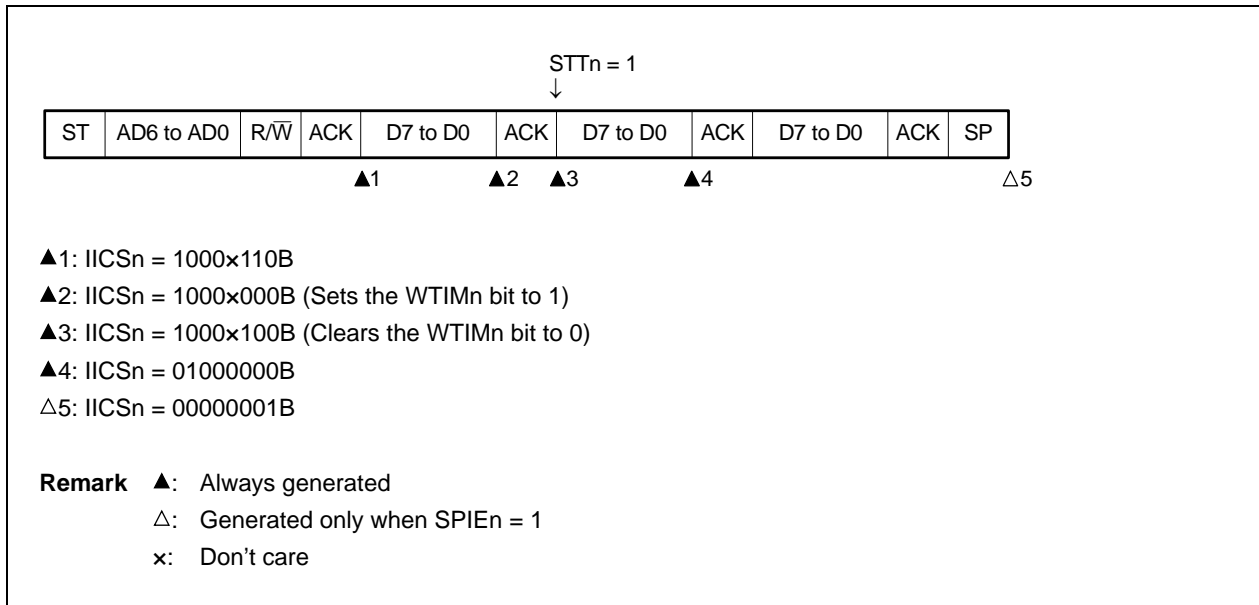 STTn = 1
↓
ST AD6 to AD0 R/W̅ ACK D7 to D0 ACK D7 to D0 ACK D7 to D0 ACK SP
▲1 ▲2 ▲3 ▲4 △5
▲1: IICSn = 1000×110B
▲2: IICSn = 1000×000B (Sets the WTIMn bit to 1)
▲3: IICSn = 1000×100B (Clears the WTIMn bit to 0)
▲4: IICSn = 01000000B
△5: IICSn = 00000001B
Remark ▲: Always generated
△: Generated only when SPIEn = 1
×: Don't care